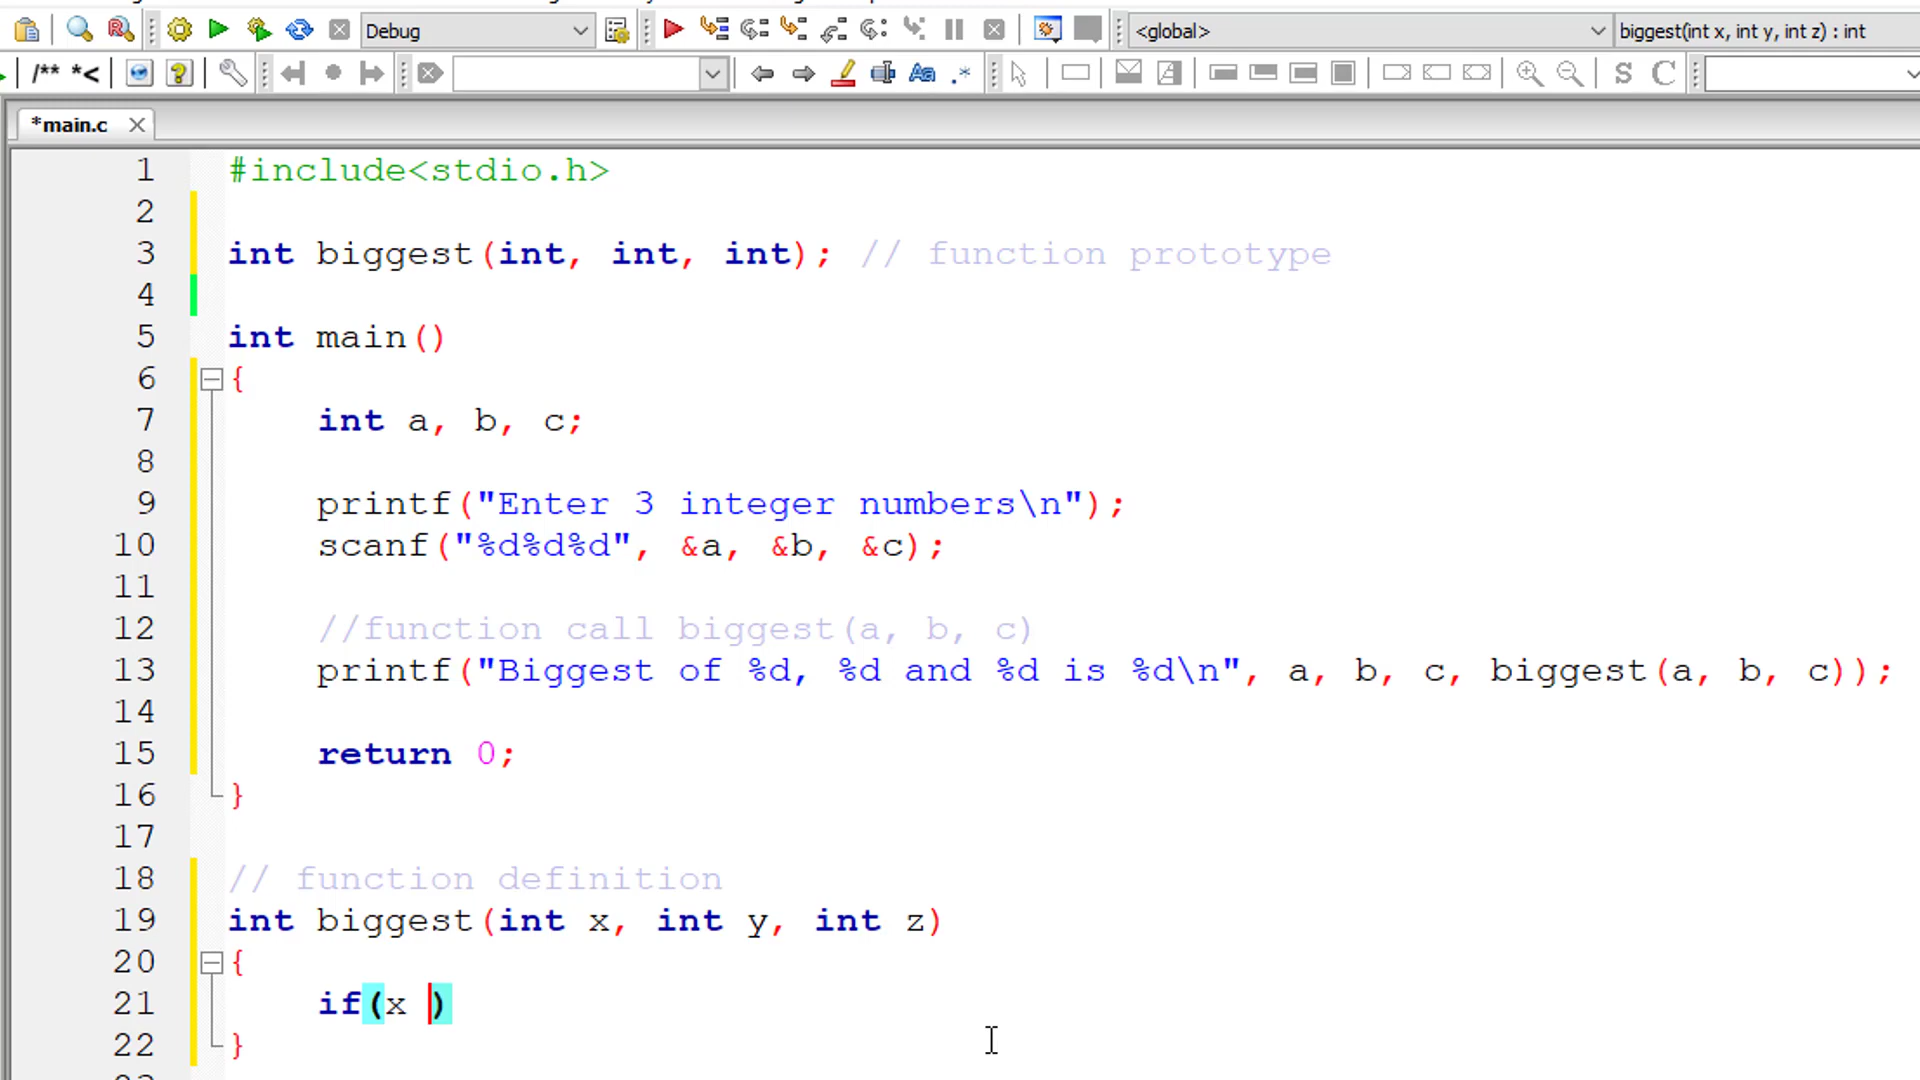 Debug
<global>
biggest(int x, int y, int z) : int
/** *<
S C
*main.c
1 #include<stdio.h>
2
3 int biggest(int, int, int); // function prototype
4
5 int main()
6 {
7 int a, b, c;
8
9 printf("Enter 3 integer numbers\n");
10 scanf("%d%d%d", &a, &b, &c);
11
12 //function call biggest(a, b, c)
13 printf("Biggest of %d, %d and %d is %d\n", a, b, c, biggest(a, b, c));
14
15 return 0;
16 }
17
18 // function definition
19 int biggest(int x, int y, int z)
20 {
21 if(x )
22 }